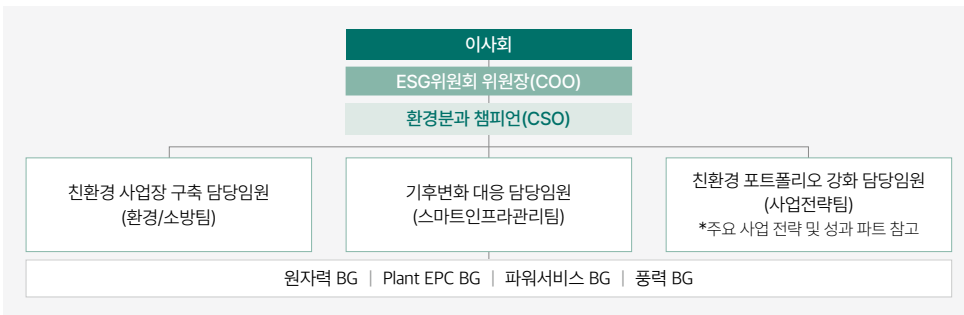 이사회
ESG위원회 위원장(COO)
환경분과 챔피언(CSO)
친환경 사업장 구축 담당임원
(환경/소방팀)
기후변화 대응 담당임원
(스마트인프라관리팀)
친환경 포트폴리오 강화 담당임원
(사업전략팀)
*주요 사업 전략 및 성과 파트 참고
원자력 BG | Plant EPC BG | 파워서비스 BG | 풍력 BG